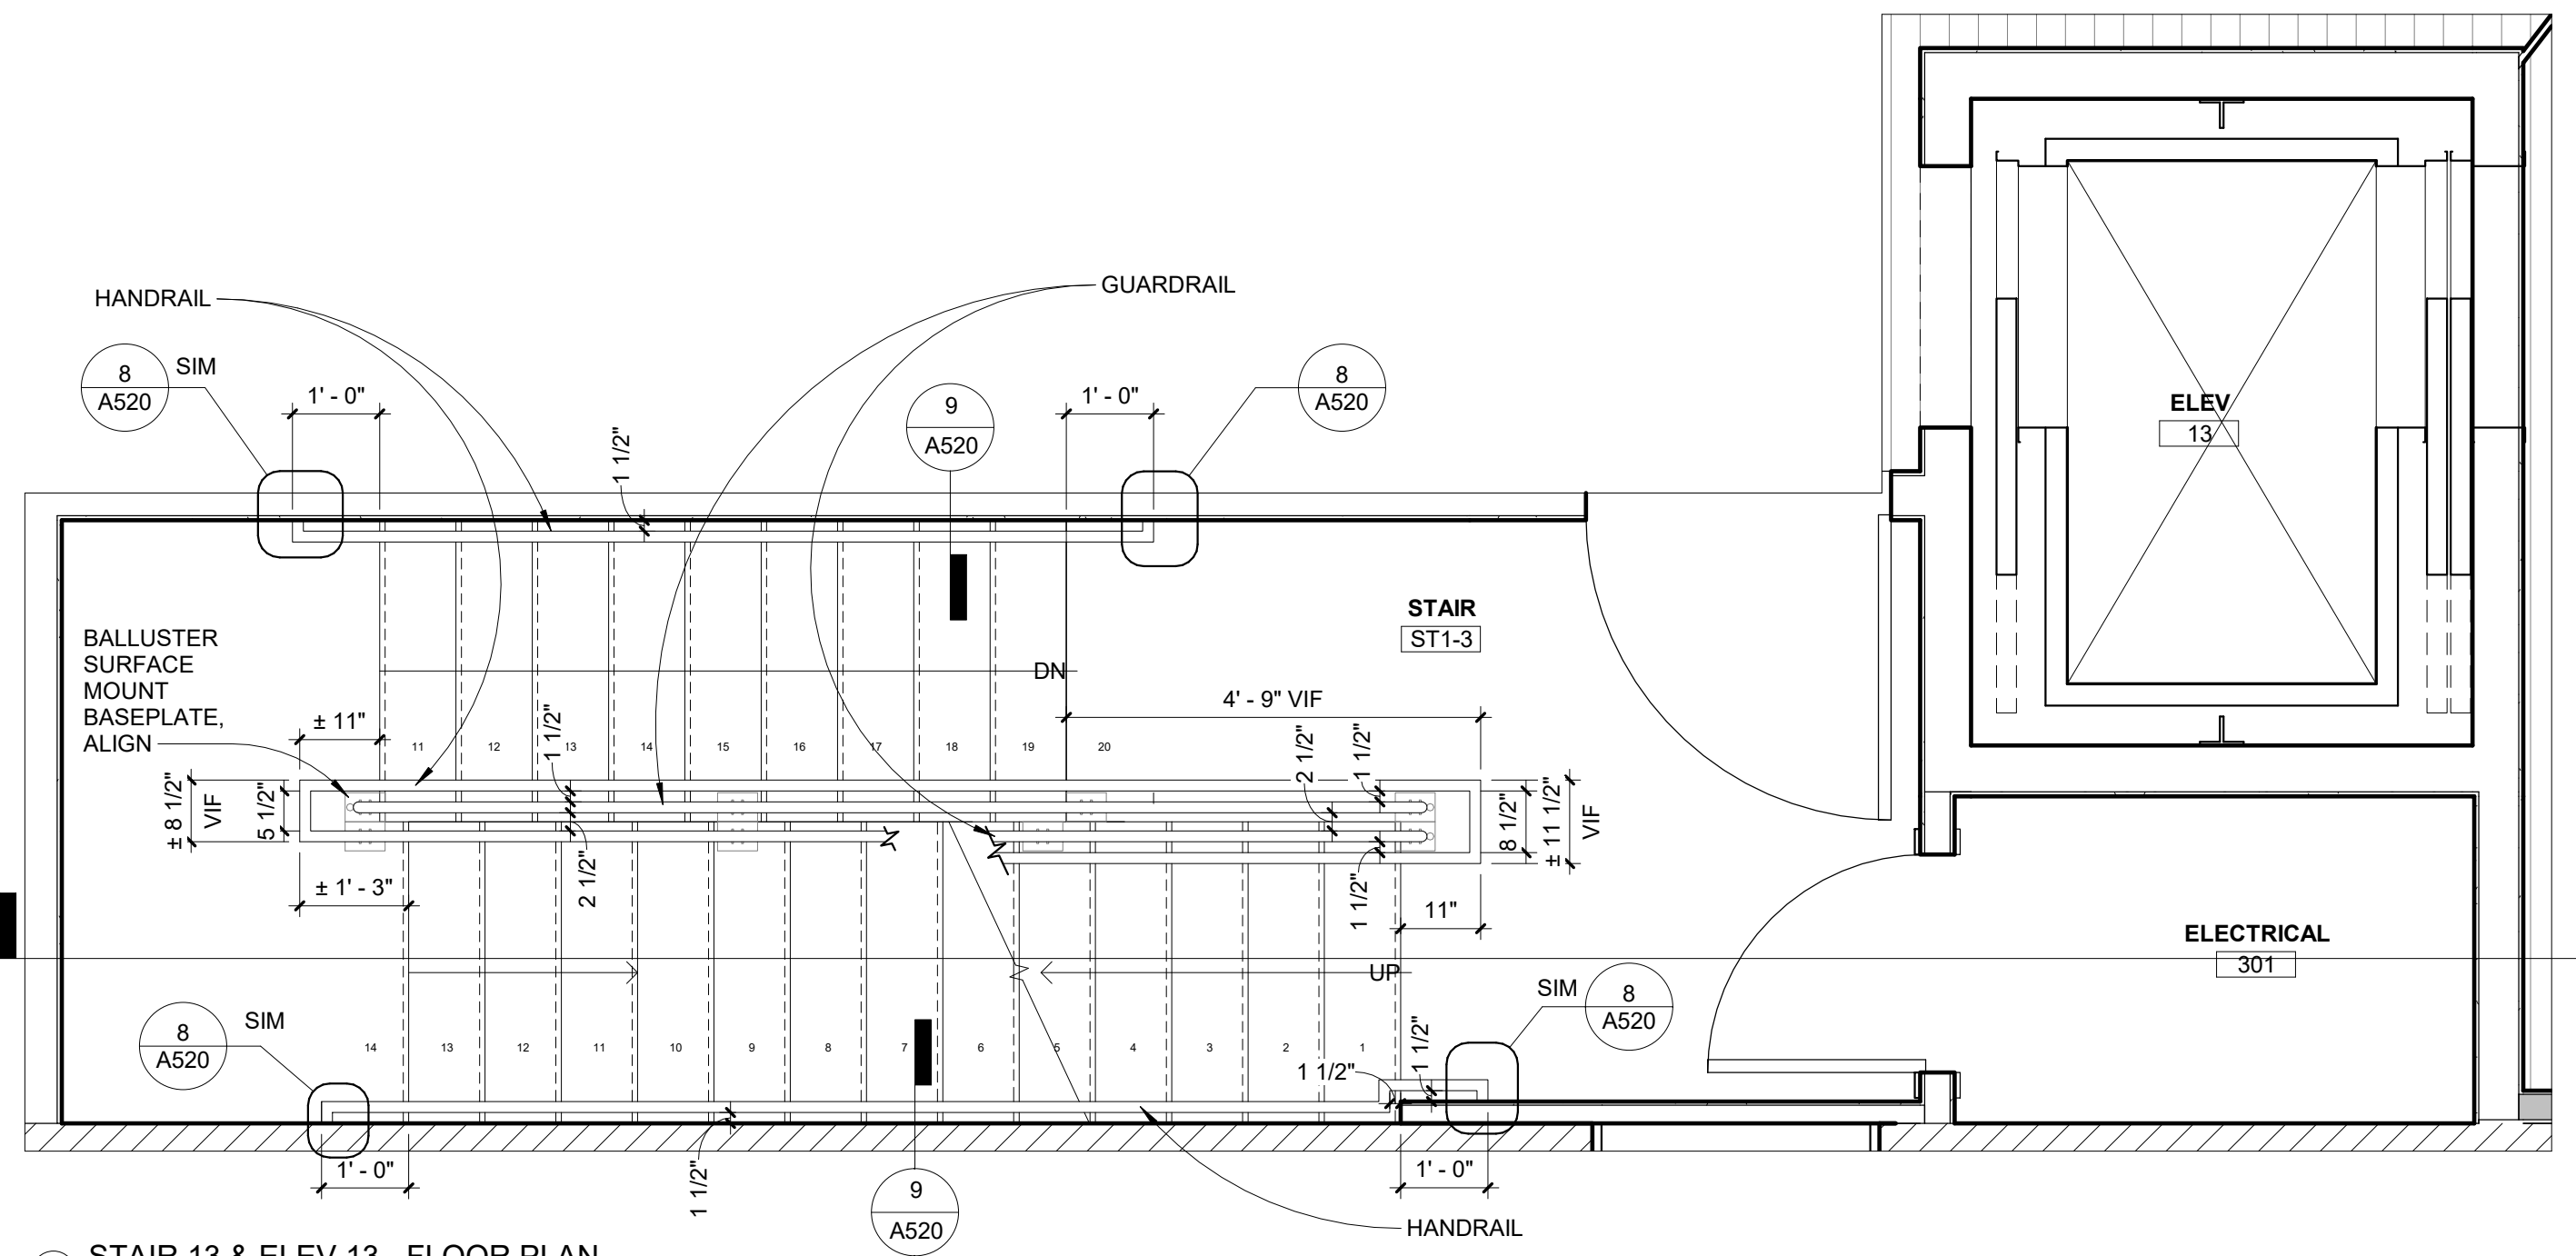 HANDRAIL
GUARDRAIL
8
A520
SIM
1' - 0"
1 1/2"
9
A520
1' - 0"
8
A520
ELEV
13
STAIR
ST1-3
BALLUSTER
SURFACE
MOUNT
BASEPLATE,
ALIGN
DN
4' - 9" VIF
± 11"
11 12 13 14 15 16 17 18 19 20
1 1/2"
2 1/2"
1 1/2"
± 8 1/2"
VIF
5 1/2"
8 1/2"
± 11 1/2"
VIF
± 1' - 3"
2 1/2"
1 1/2"
11"
ELECTRICAL
301
UP
SIM
8
A520
SIM
8
A520
14 13 12 11 10 9 8 7 6 5 4 3 2 1
1 1/2"
1 1/2"
1' - 0"
1 1/2"
9
A520
1' - 0"
HANDRAIL
STAIR 13 & ELEV 13 - FLOOR PLAN